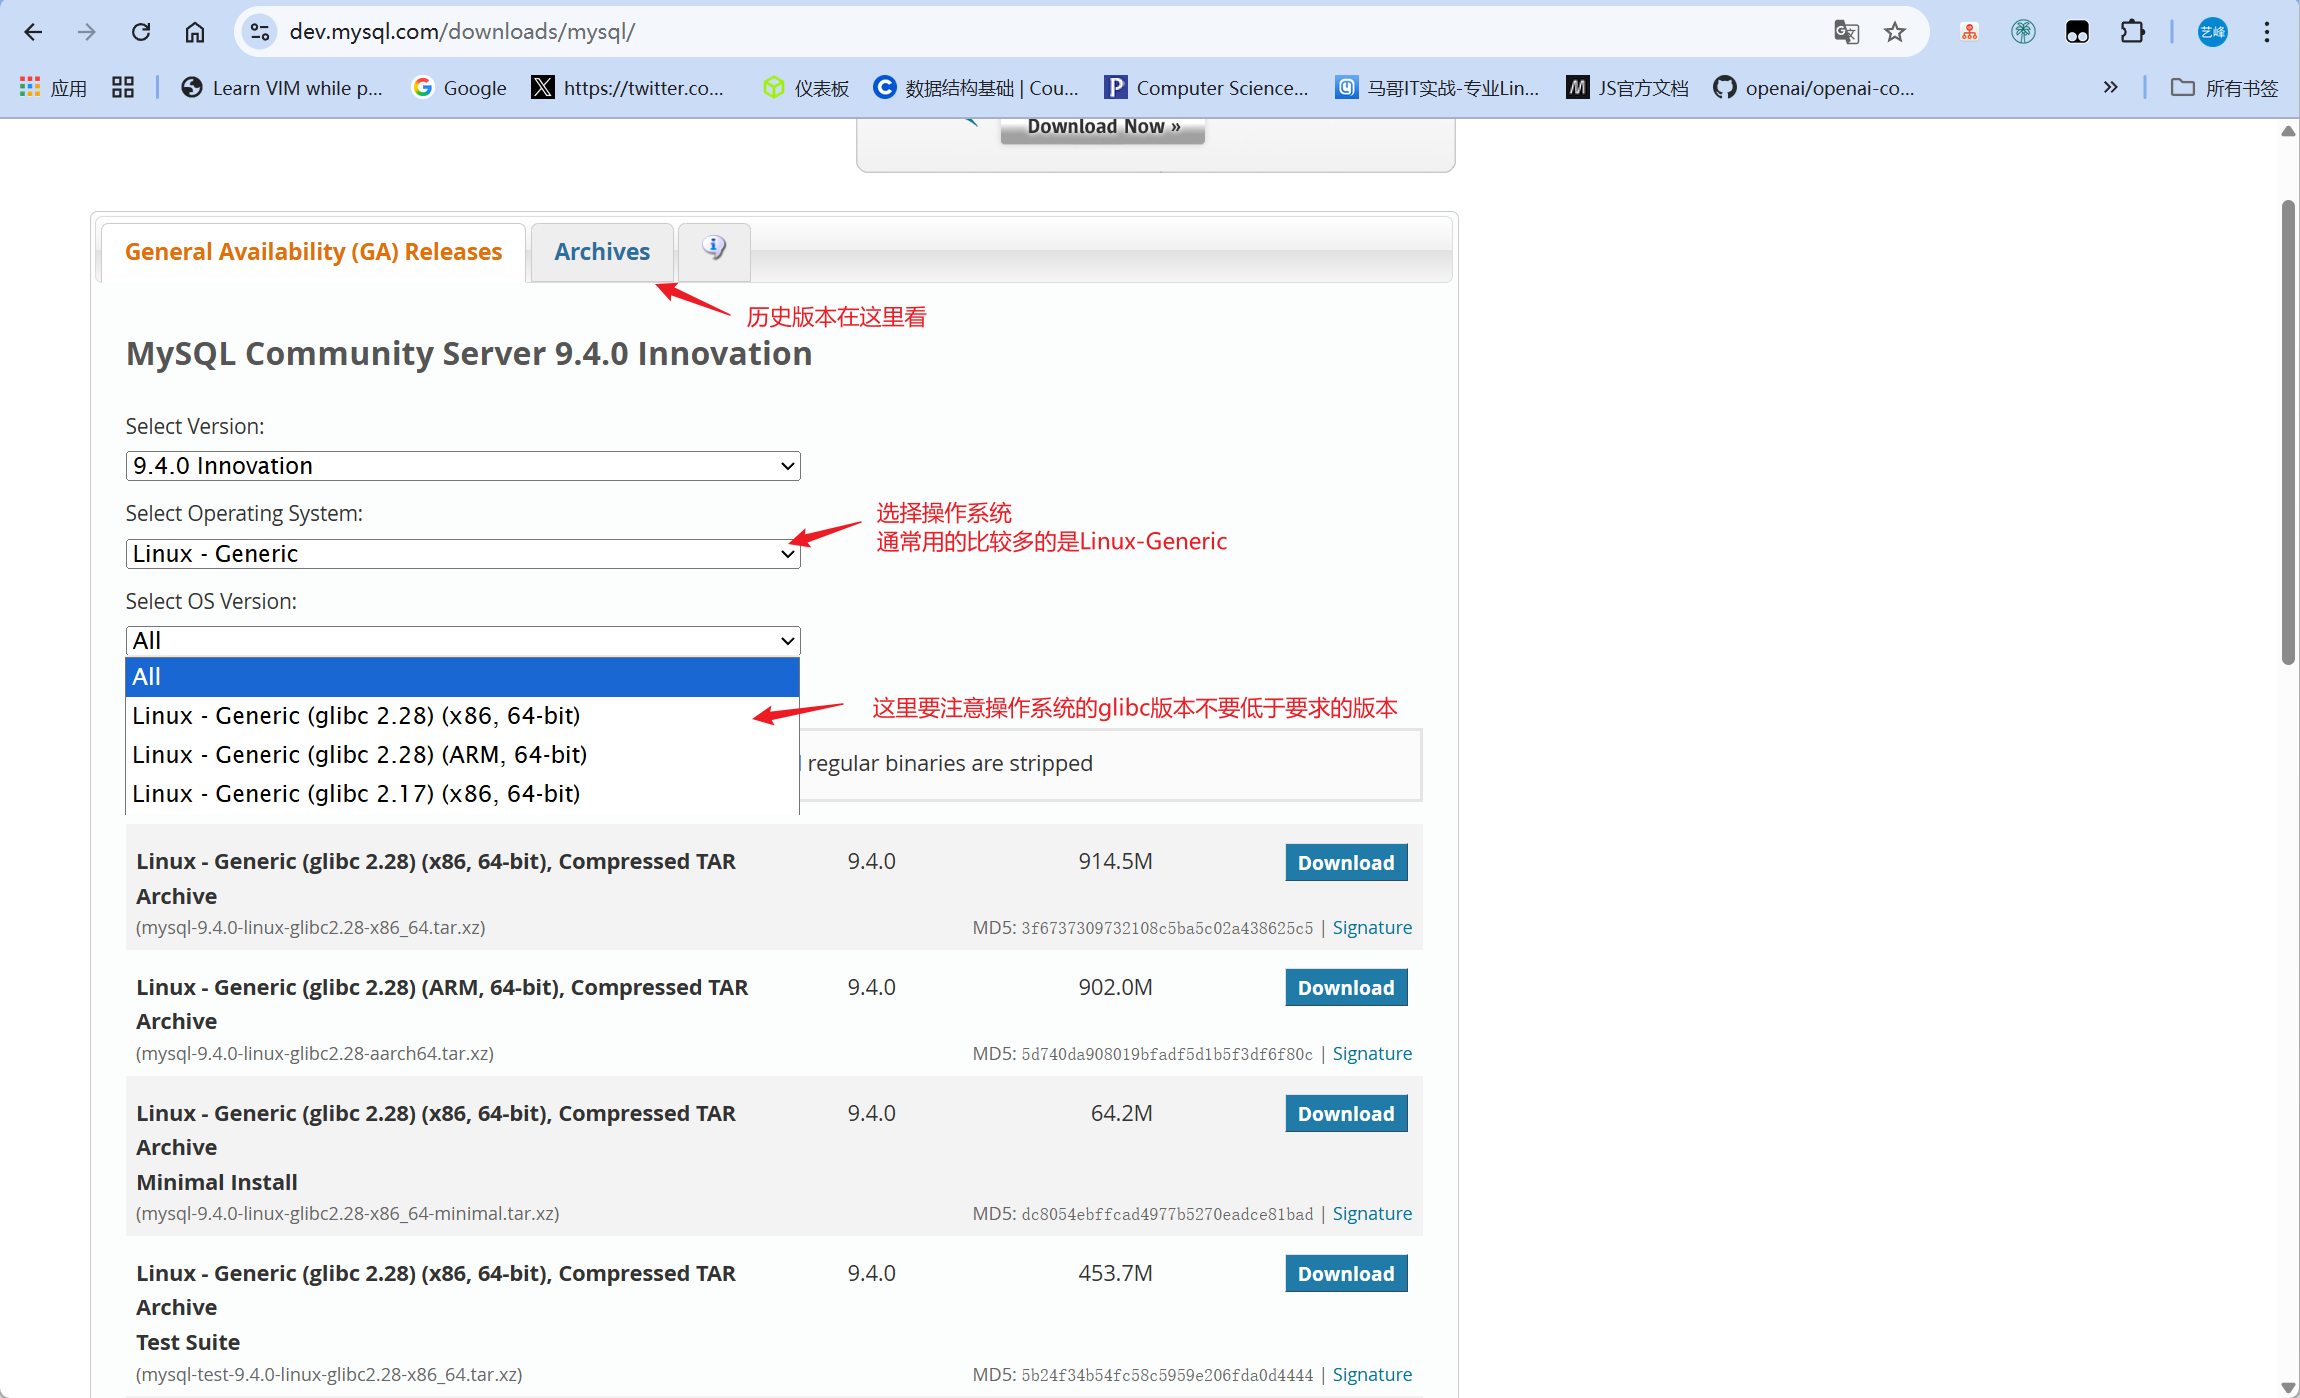 dev.mysql.com/downloads/mysql/
艺峰
应用
Learn VIM while p...
Google
https://twitter.co...
仪表板
数据结构基础 | Cou...
Computer Science...
马哥IT实战-专业Lin...
JS官方文档
openai/openai-co...
所有书签
Download Now »
General Availability (GA) Releases
Archives
历史版本在这里看
MySQL Community Server 9.4.0 Innovation
Select Version:
9.4.0 Innovation
Select Operating System:
选择操作系统
通常用的比较多的是Linux-Generic
Linux - Generic
Select OS Version:
All
All
Linux - Generic (glibc 2.28) (x86, 64-bit)
这里要注意操作系统的glibc版本不要低于要求的版本
Linux - Generic (glibc 2.28) (ARM, 64-bit)
regular binaries are stripped
Linux - Generic (glibc 2.17) (x86, 64-bit)
Linux - Generic (glibc 2.28) (x86, 64-bit), Compressed TAR 9.4.0 914.5M Download
Archive
(mysql-9.4.0-linux-glibc2.28-x86_64.tar.xz) MD5: 3f6737309732108c5ba5c02a438625c5 | Signature
Linux - Generic (glibc 2.28) (ARM, 64-bit), Compressed TAR 9.4.0 902.0M Download
Archive
(mysql-9.4.0-linux-glibc2.28-aarch64.tar.xz) MD5: 5d740da908019bfadf5d1b5f3df6f80c | Signature
Linux - Generic (glibc 2.28) (x86, 64-bit), Compressed TAR 9.4.0 64.2M Download
Archive
Minimal Install
(mysql-9.4.0-linux-glibc2.28-x86_64-minimal.tar.xz) MD5: dc8054ebffcad4977b5270eadce81bad | Signature
Linux - Generic (glibc 2.28) (x86, 64-bit), Compressed TAR 9.4.0 453.7M Download
Archive
Test Suite
(mysql-test-9.4.0-linux-glibc2.28-x86_64.tar.xz) MD5: 5b24f34b54fc58c5959e206fda0d4444 | Signature